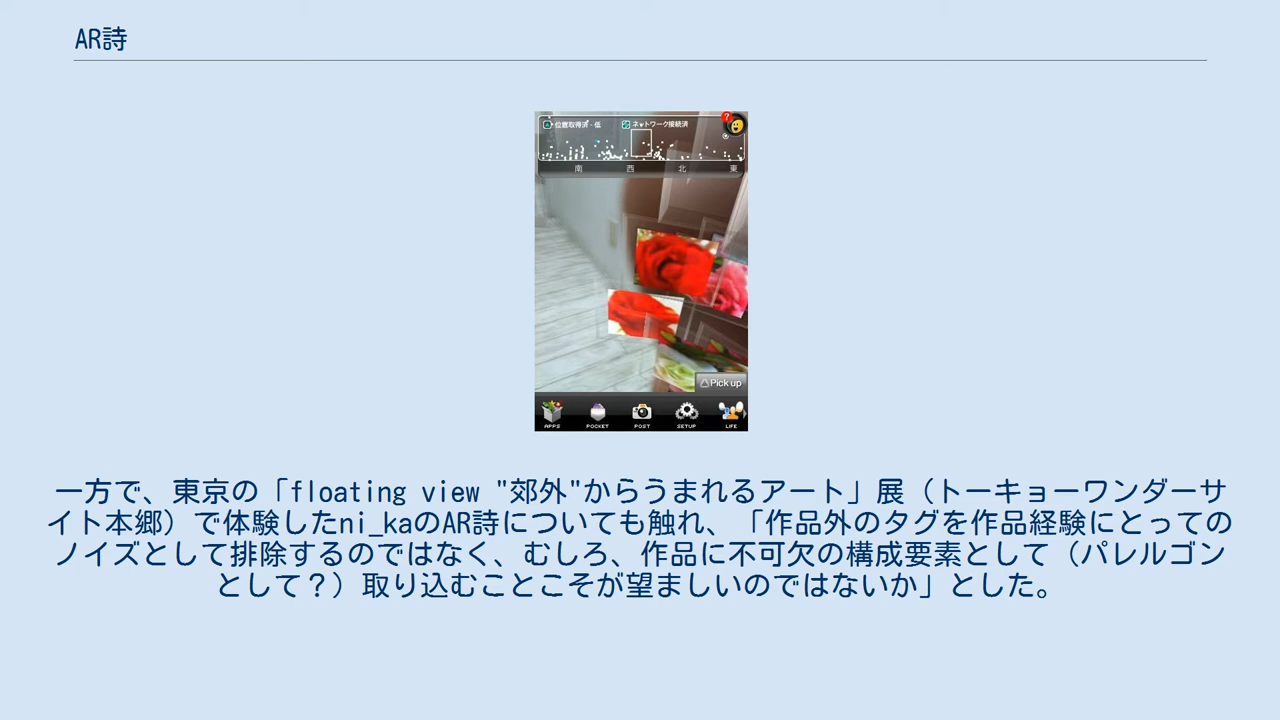 AR詩
位置取得済 - 低
ネットワーク接続済
?
南 西 北 東
Pick up
APPS POCKET POST SETUP LIFE
一方で、東京の「floating view "郊外"からうまれるアート」展（トーキョーワンダーサ
イト本郷）で体験したni_kaのAR詩についても触れ、「作品外のタグを作品経験にとっての
ノイズとして排除するのではなく、むしろ、作品に不可欠の構成要素として（パレルゴン
として？）取り込むことこそが望ましいのではないか」とした。